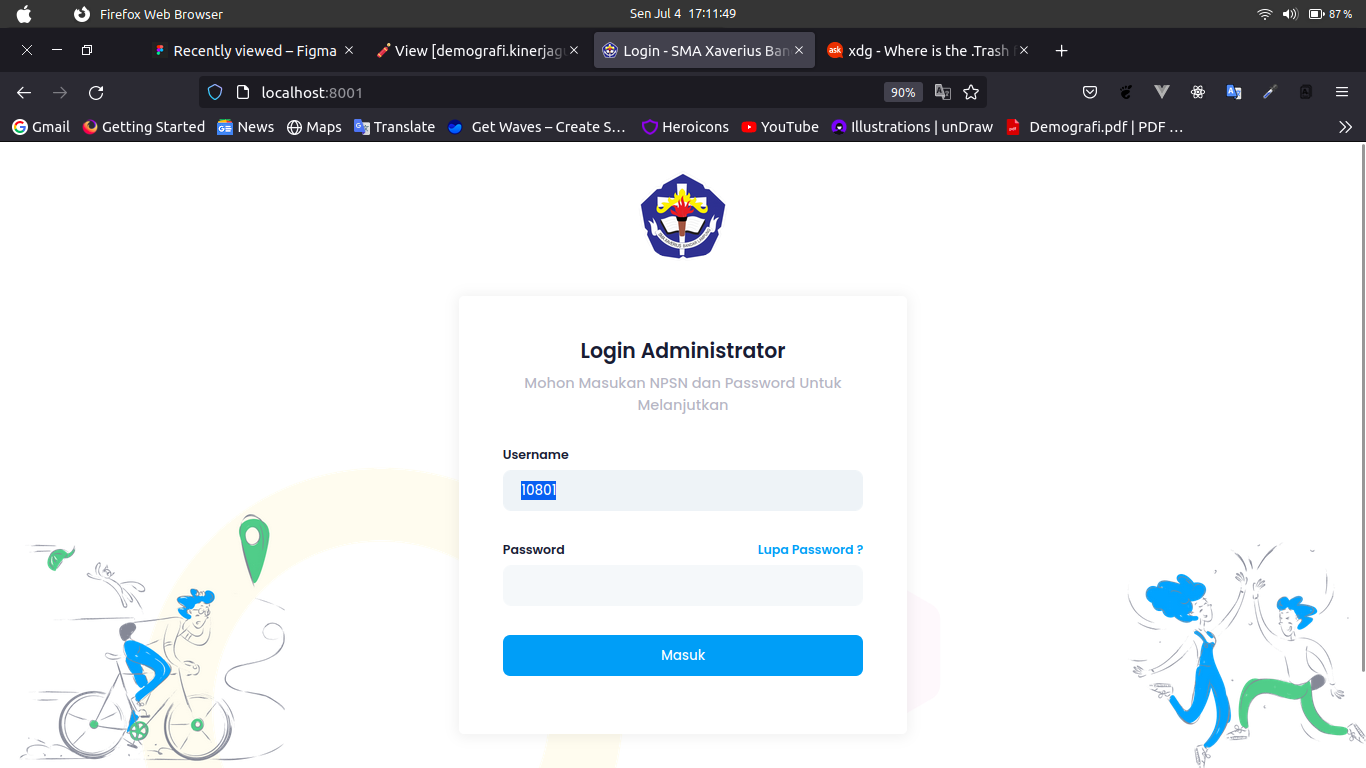 Firefox Web Browser
Sen Jul 4 17:11:49
87 %
Recently viewed – Figma
View [demografi.kinerjag
Login - SMA Xaverius Ban
xdg - Where is the .Trash f
localhost:8001
90%
Gmail
Getting Started
News
Maps
Translate
Get Waves – Create S…
Heroicons
YouTube
Illustrations | unDraw
Demografi.pdf | PDF …
Login Administrator
Mohon Masukan NPSN dan Password Untuk
Melanjutkan
Username
10801
Password
Lupa Password ?
Masuk